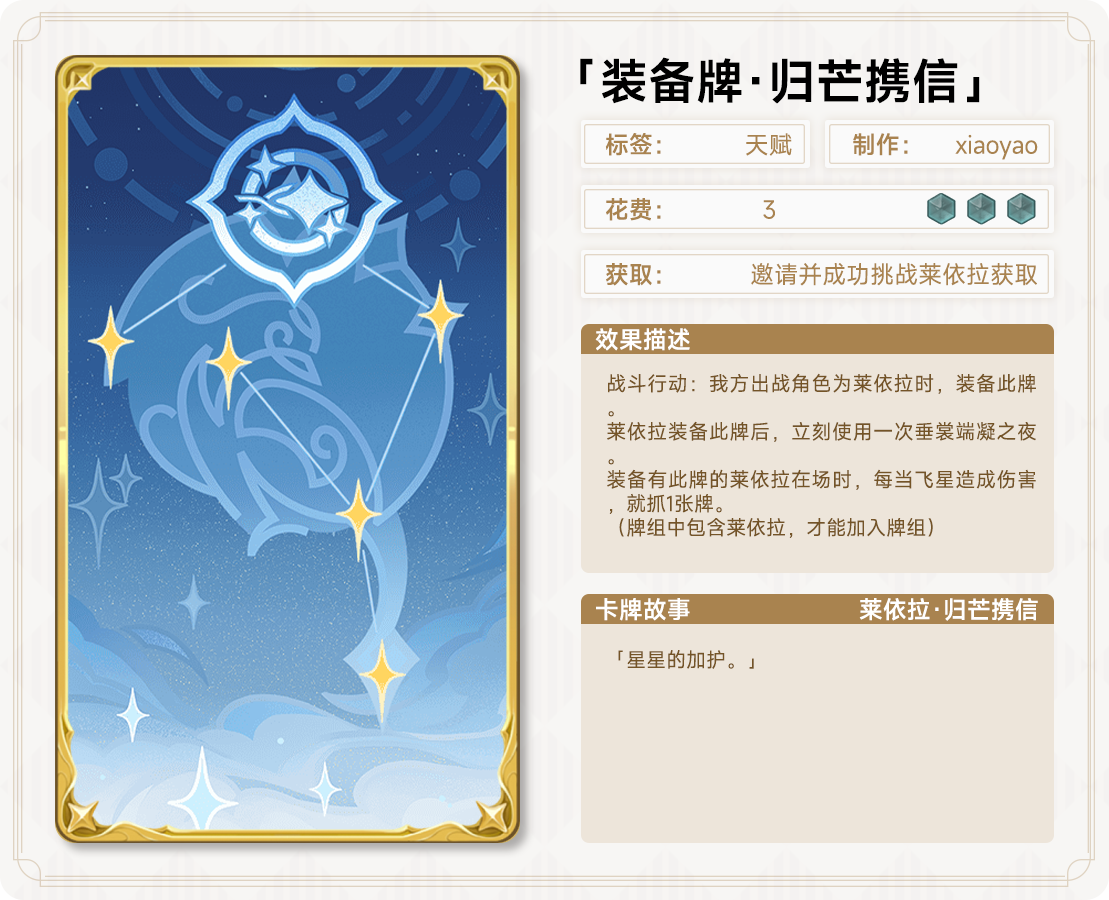 「装备牌·归芒携信」
标签： 天赋 制作： xiaoyao
花费： 3
获取： 邀请并成功挑战莱依拉获取
效果描述
战斗行动：我方出战角色为莱依拉时，装备此牌
。
莱依拉装备此牌后，立刻使用一次垂裳端凝之夜
。
装备有此牌的莱依拉在场时，每当飞星造成伤害
，就抓1张牌。
（牌组中包含莱依拉，才能加入牌组）
卡牌故事 莱依拉·归芒携信
「星星的加护。」